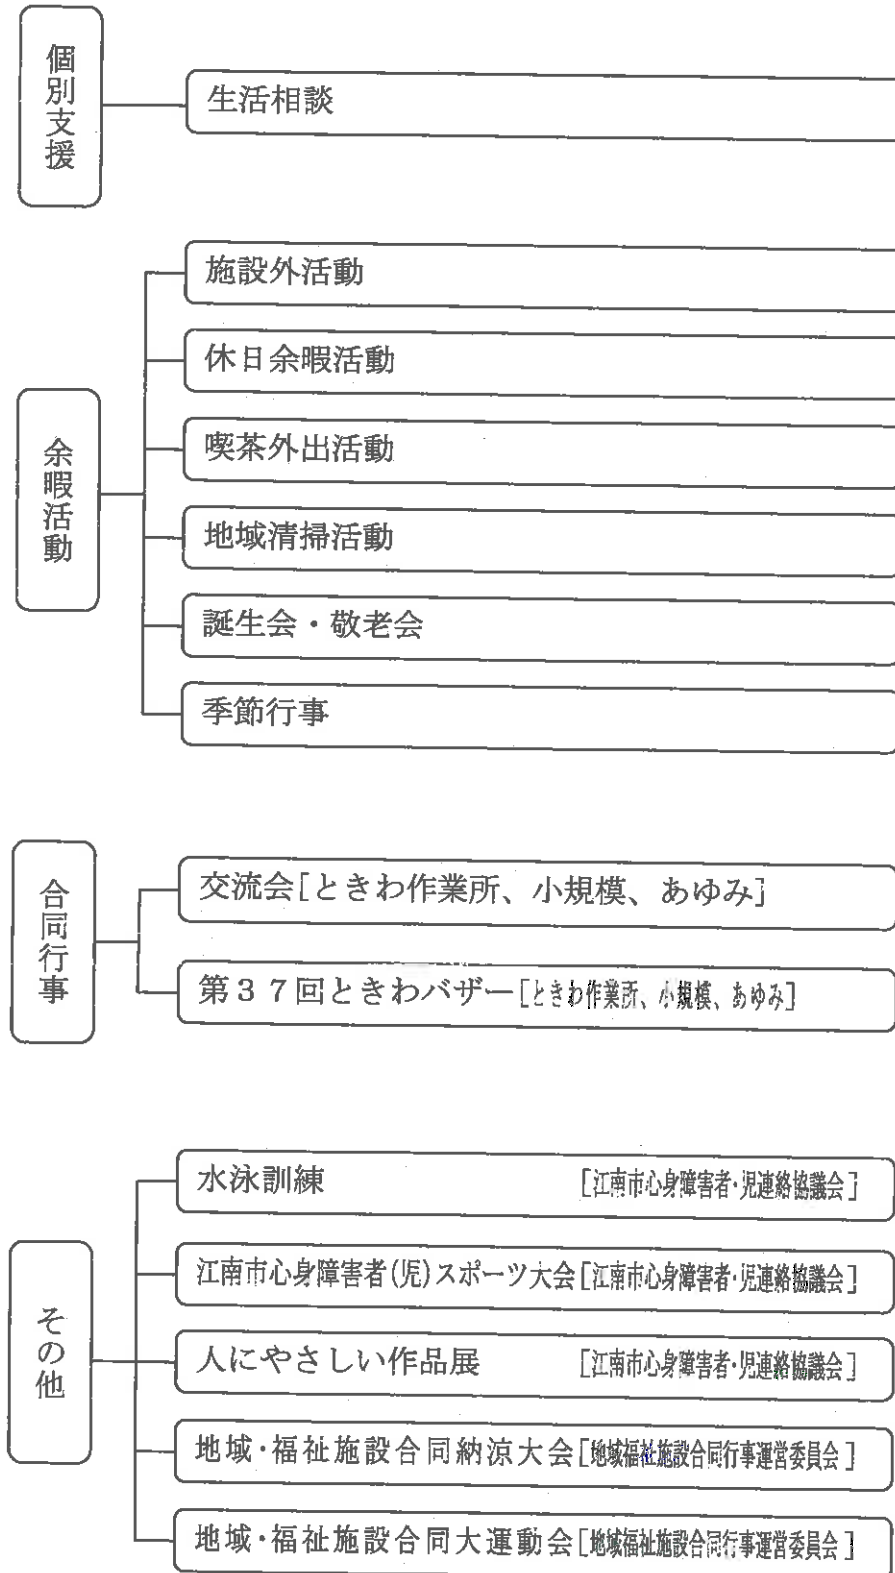 個別支援
生活相談
余暇活動
施設外活動
休日余暇活動
喫茶外出活動
地域清掃活動
誕生会・敬老会
季節行事
合同行事
交流会[ときわ作業所、小規模、あゆみ]
第３７回ときわバザー[ときわ作業所、小規模、あゆみ]
その他
水泳訓練 [江南市心身障害者・児連絡協議会]
江南市心身障害者(児)スポーツ大会[江南市心身障害者・児連絡協議会]
人にやさしい作品展 [江南市心身障害者・児連絡協議会]
地域・福祉施設合同納涼大会[地域福祉施設合同行事運営委員会]
地域・福祉施設合同大運動会[地域福祉施設合同行事運営委員会]